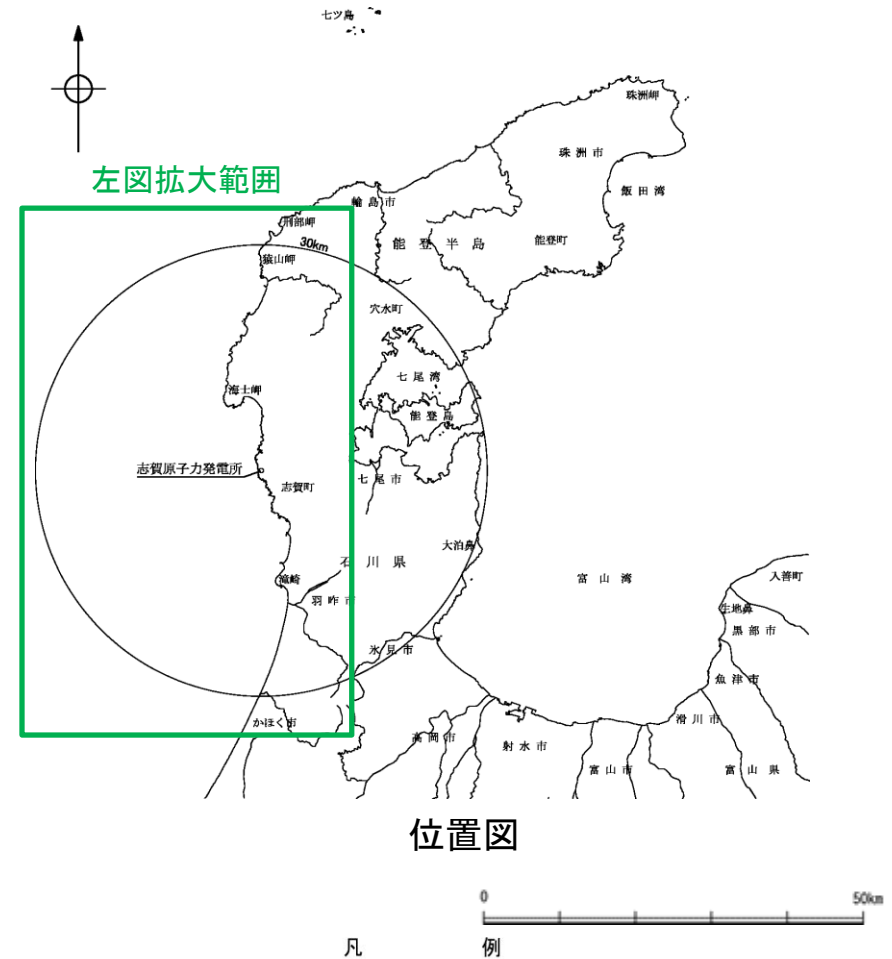 七ツ島
珠洲岬
珠洲市
左図拡大範囲
飯田湾
輪島市
刑部岬
能登半島
能登町
30km
猿山岬
穴水町
七尾湾
海士岬
能登島
志賀原子力発電所
七尾市
志賀町
大泊鼻
石川県
富山湾
入善町
滝崎
羽咋市
生地鼻
黒部市
氷見市
魚津市
かほく市
滑川市
高岡市
射水市
富山市
富山県
位置図
0
50km
凡例